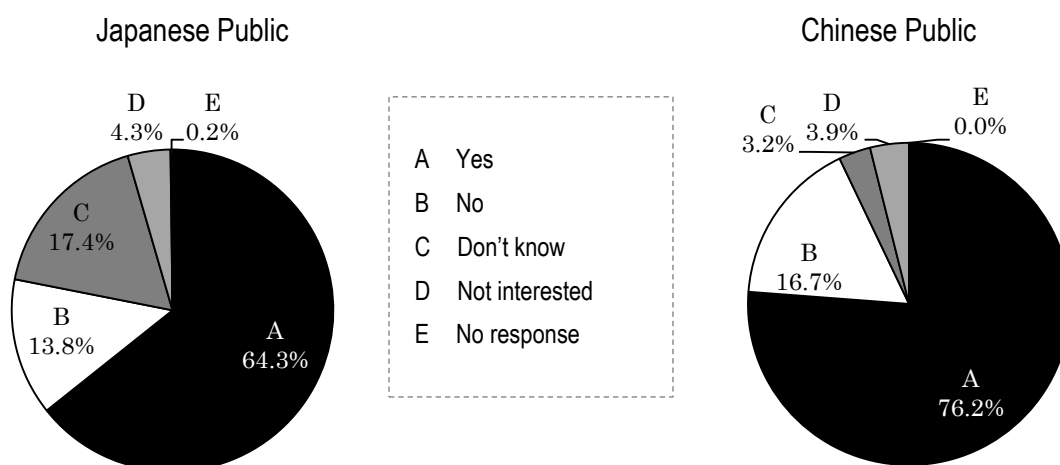 Japanese Public
D
4.3%
E
0.2%
C
17.4%
B
13.8%
A
64.3%
A Yes
B No
C Don't know
D Not interested
E No response
Chinese Public
C
3.2%
D
3.9%
E
0.0%
B
16.7%
A
76.2%